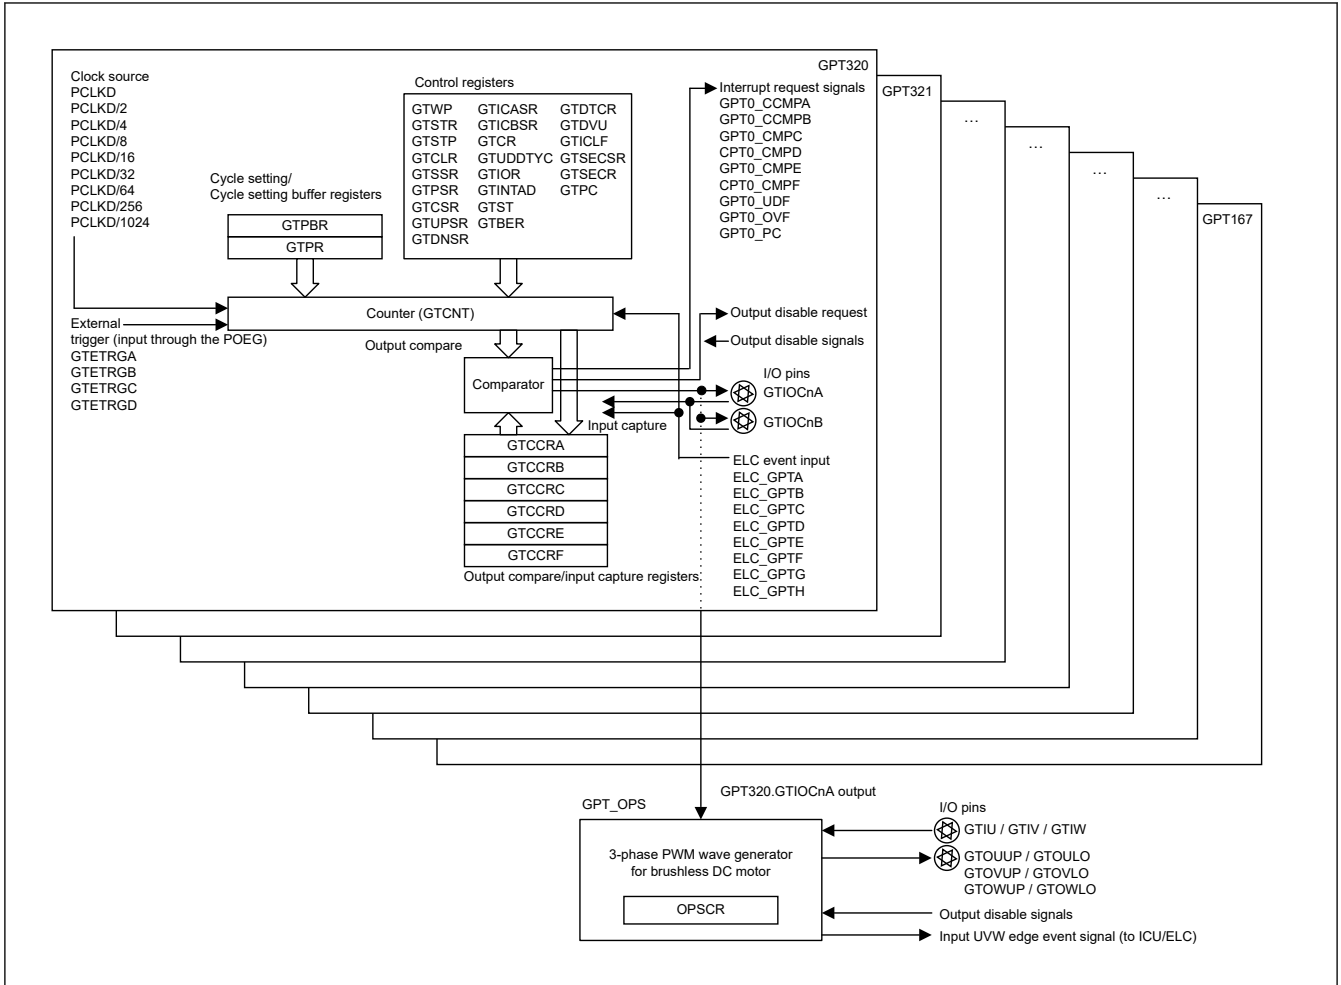 GPT320
GPT321
…
…
…
…
GPT167
Clock source
PCLKD
PCLKD/2
PCLKD/4
PCLKD/8
PCLKD/16
PCLKD/32
PCLKD/64
PCLKD/256
PCLKD/1024
Cycle setting/
Cycle setting buffer registers
GTPBR
GTPR
Control registers
GTWP GTICASR GTDTCR
GTSTR GTICBSR GTDVU
GTSTP GTCR GTICLF
GTCLR GTUDDTYC GTSECSR
GTSSR GTIOR GTSECR
GTPSR GTINTAD GTPC
GTCSR GTST
GTUPSR GTBER
GTDNSR
Interrupt request signals
GPT0_CCMPA
GPT0_CCMPB
GPT0_CMPC
CPT0_CMPD
GPT0_CMPE
CPT0_CMPF
GPT0_UDF
GPT0_OVF
GPT0_PC
External
trigger (input through the POEG)
GTETRGA
GTETRGB
GTETRGC
GTETRGD
Counter (GTCNT)
Output compare
Comparator
Input capture
GTCCRA
GTCCRB
GTCCRC
GTCCRD
GTCCRE
GTCCRF
Output compare/input capture registers
Output disable request
Output disable signals
I/O pins
GTIOCnA
GTIOCnB
ELC event input
ELC_GPTA
ELC_GPTB
ELC_GPTC
ELC_GPTD
ELC_GPTE
ELC_GPTF
ELC_GPTG
ELC_GPTH
GPT320.GTIOCnA output
GPT_OPS
3-phase PWM wave generator
for brushless DC motor
OPSCR
I/O pins
GTIU / GTIV / GTIW
GTOUUP / GTOULO
GTOVUP / GTOVLO
GTOWUP / GTOWLO
Output disable signals
Input UVW edge event signal (to ICU/ELC)